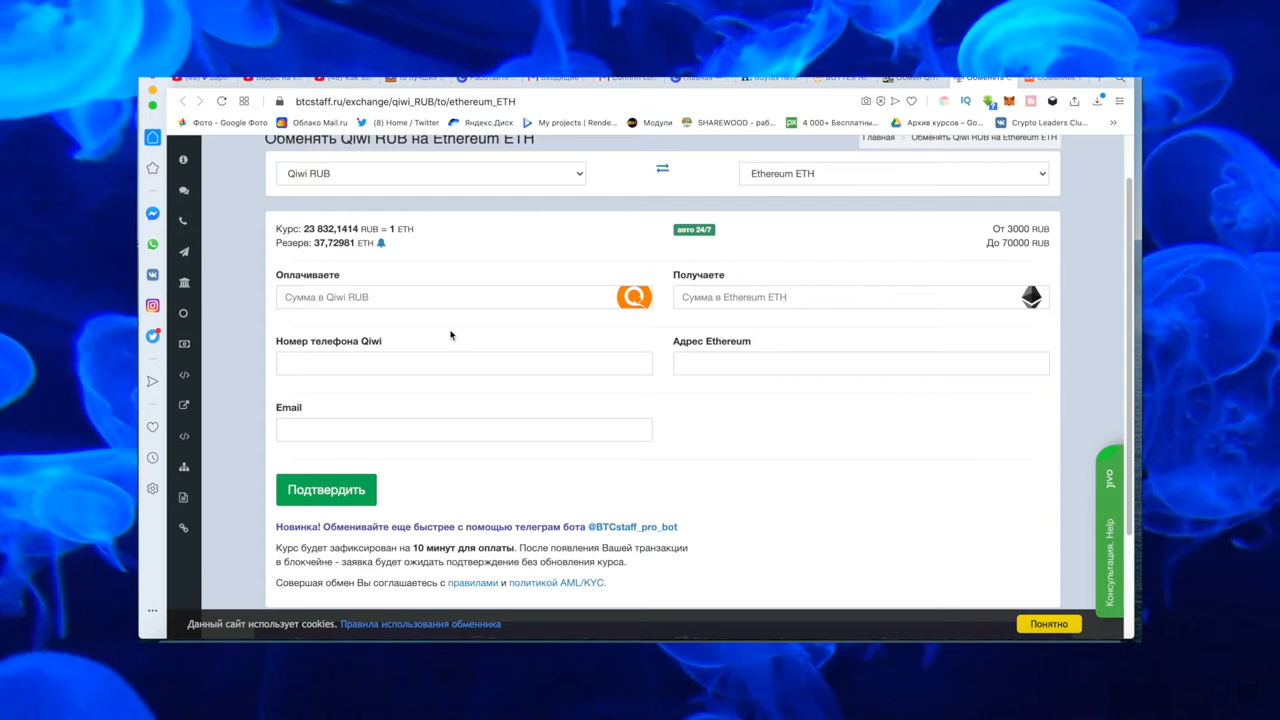 btcstaff.ru/exchange/qiwi_RUB/to/ethereum_ETH
Фото - Google Фото
Облако Mail.ru
(8) Home / Twitter
Яндекс.Диск
My projects | Rende...
Модули
SHAREWOOD - раб...
4 000+ Бесплатны...
Архив курсов – Go...
Crypto Leaders Clu...
»
Обменять Qiwi RUB на Ethereum ETH
Главная
Обменять Qiwi RUB на Ethereum ETH
Qiwi RUB
Ethereum ETH
Курс: 23 832,1414 RUB = 1 ETH
авто 24/7
От 3000 RUB
Резерв: 37,72981 ETH
До 70000 RUB
Оплачиваете
Получаете
Сумма в Qiwi RUB
Сумма в Ethereum ETH
Номер телефона Qiwi
Адрес Ethereum
Email
Подтвердить
Новинка! Обменивайте еще быстрее с помощью телеграм бота @BTCstaff_pro_bot
Курс будет зафиксирован на 10 минут для оплаты. После появления Вашей транзакции
в блокчейне - заявка будет ожидать подтверждение без обновления курса.
Совершая обмен Вы соглашаетесь с правилами и политикой AML/KYC.
Консультация. Help
jivo
Данный сайт использует cookies. Правила использования обменника
Понятно